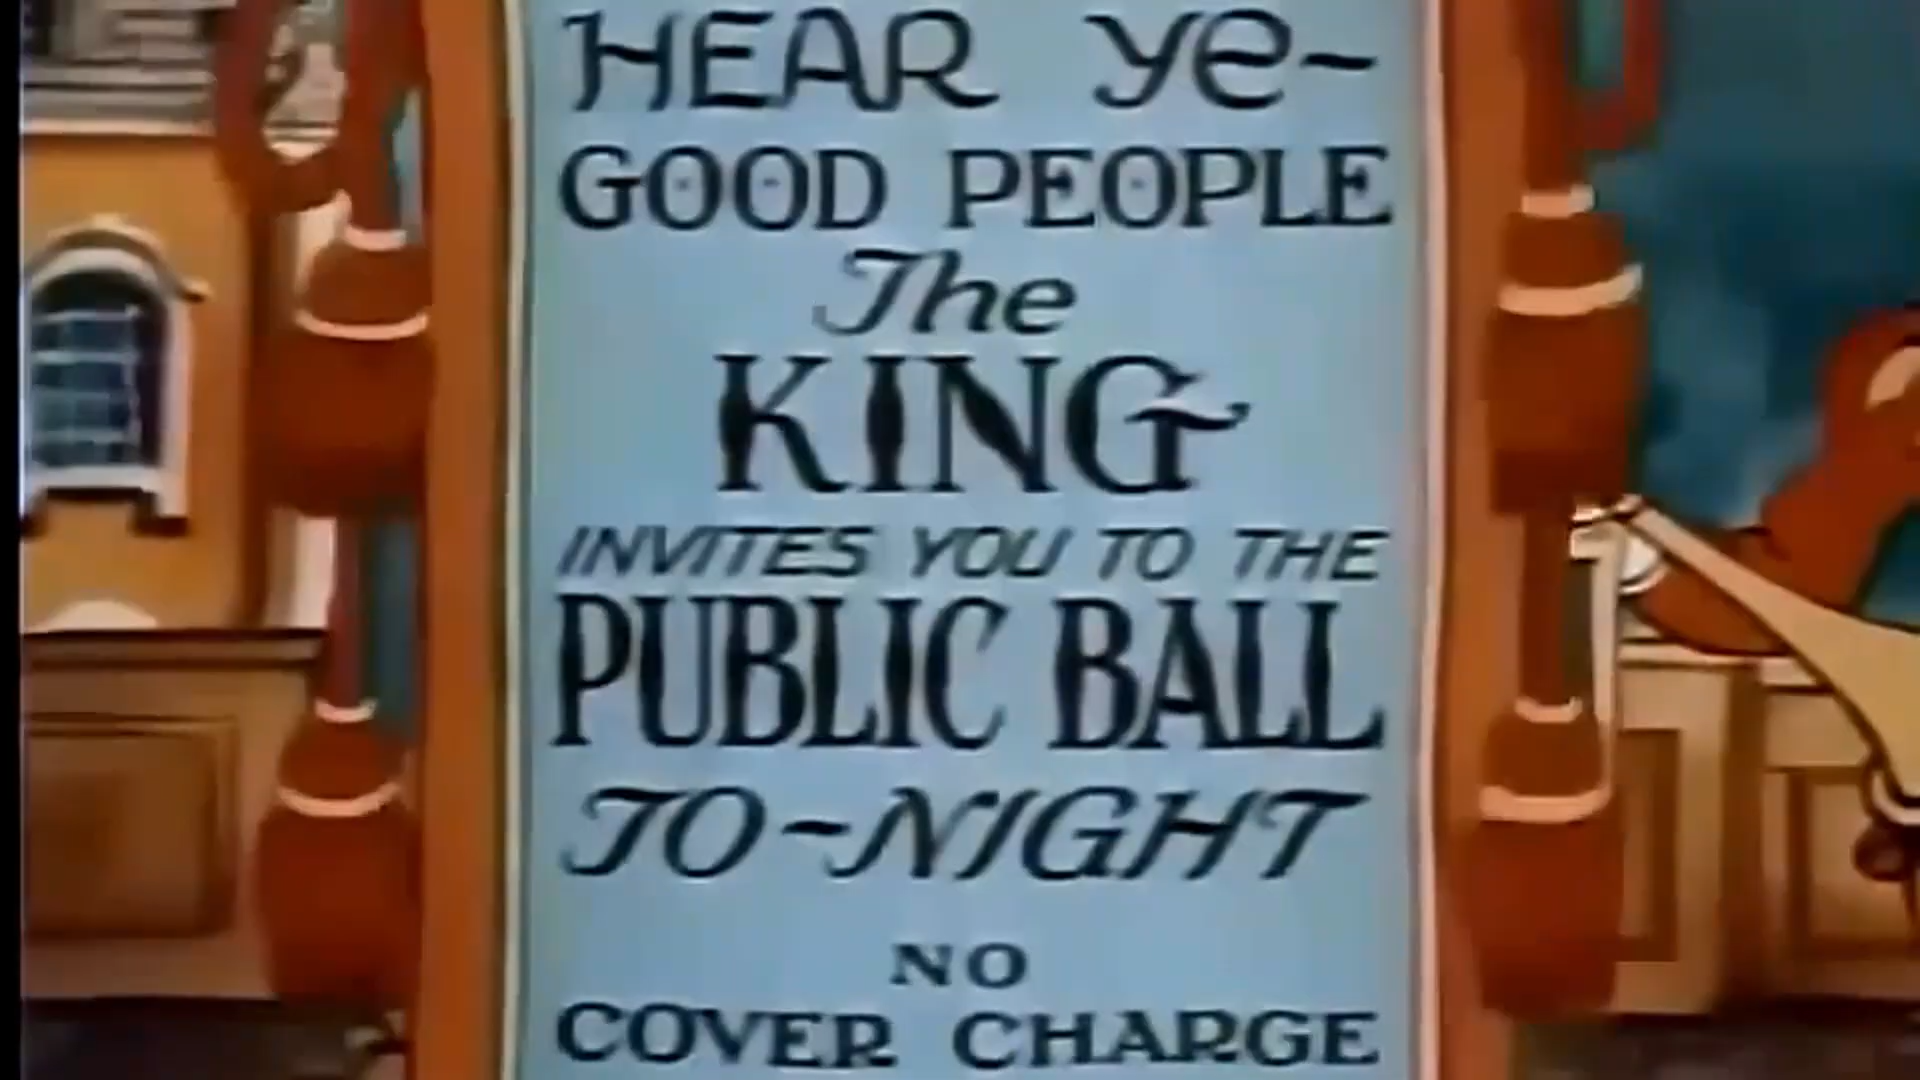 HEAR Ye~
GOOD PEOPLE
The
KING
INVITES YOU TO THE
PUBLIC BALL
TO~NIGHT
NO
COVER CHARGE